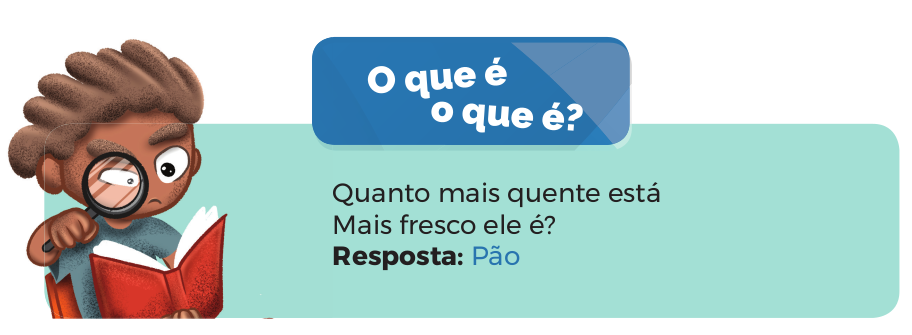 O que é
o que é?
Quanto mais quente está
Mais fresco ele é?
Resposta: Pão